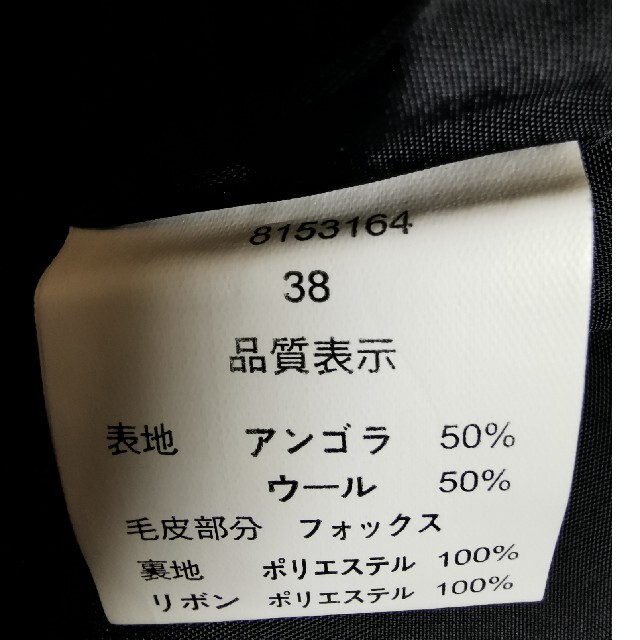 8153164
38
品質表示
表地 アンゴラ 50%
ウール 50%
毛皮部分 フォックス
裏地 ポリエステル 100%
リボン ポリエステル 100%